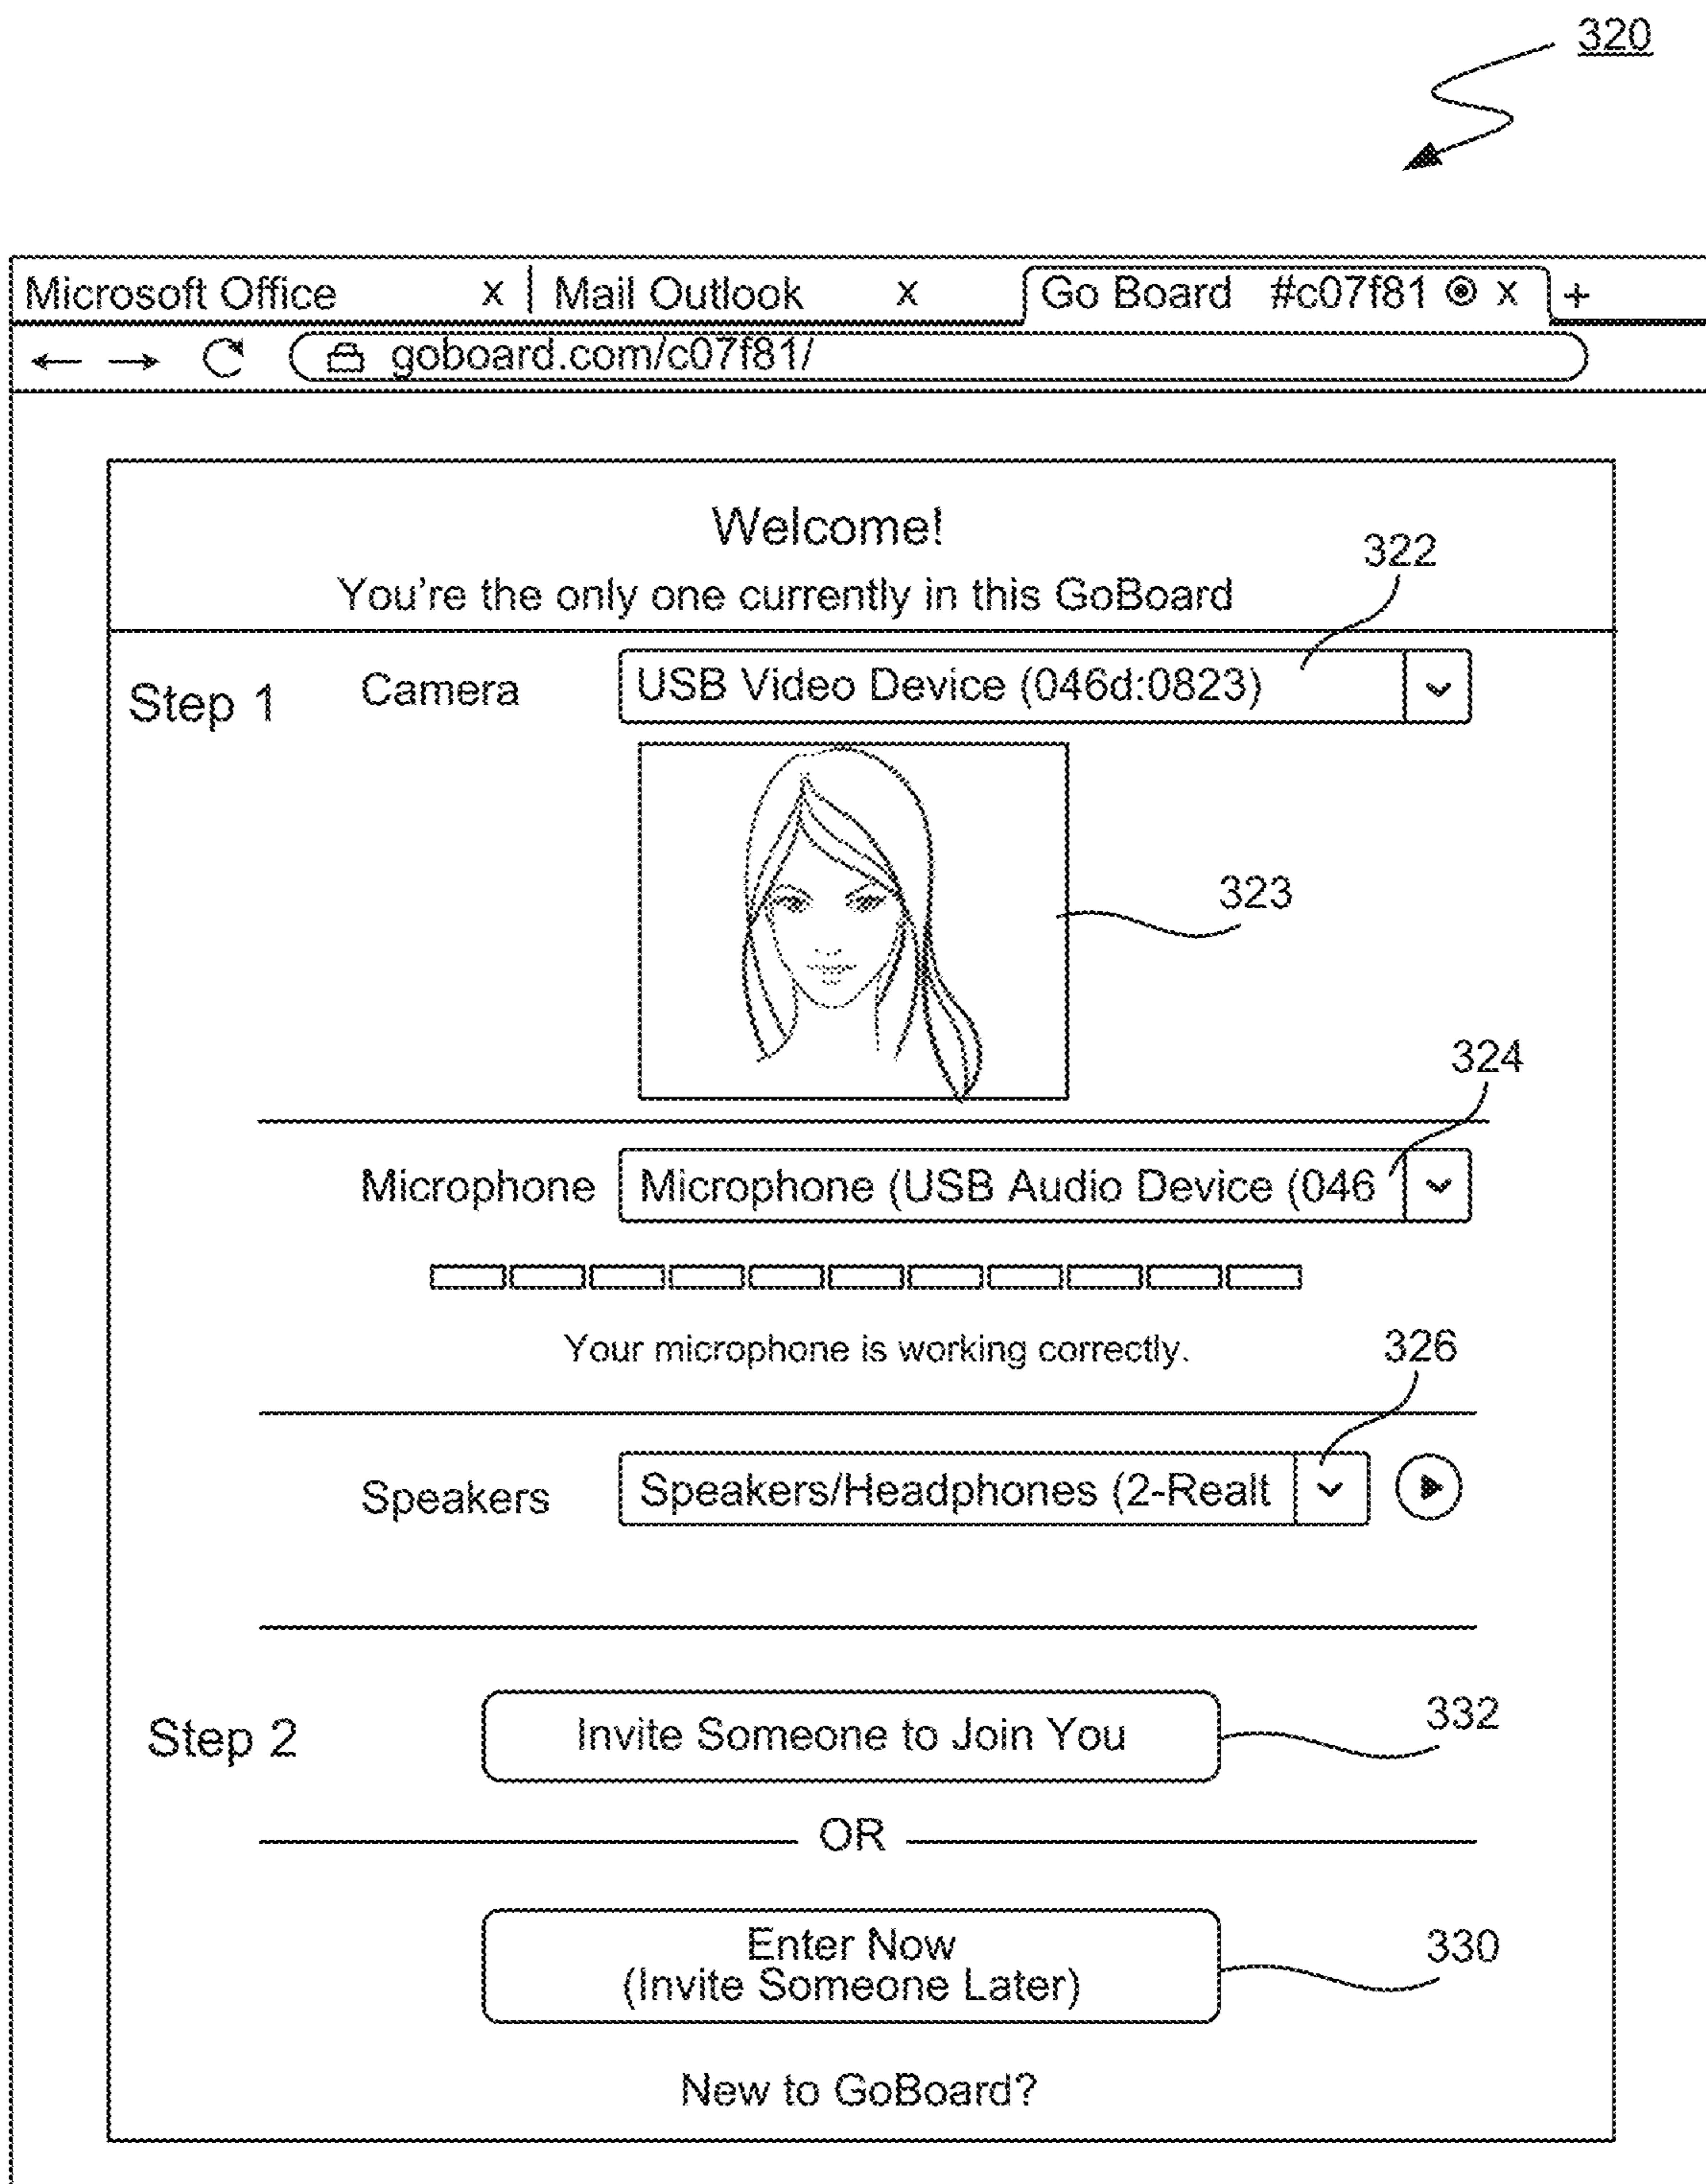 320
Microsoft Office x Mail Outlook x Go Board #c07f81 x +
goboard.com/c07f81/
Welcome!
322
You're the only one currently in this GoBoard
Step 1 Camera USB Video Device (046d:0823)
323
324
Microphone Microphone (USB Audio Device (046
Your microphone is working correctly.
326
Speakers Speakers/Headphones (2-Realt
Step 2 Invite Someone to Join You 332
OR
Enter Now
(Invite Someone Later)
330
New to GoBoard?